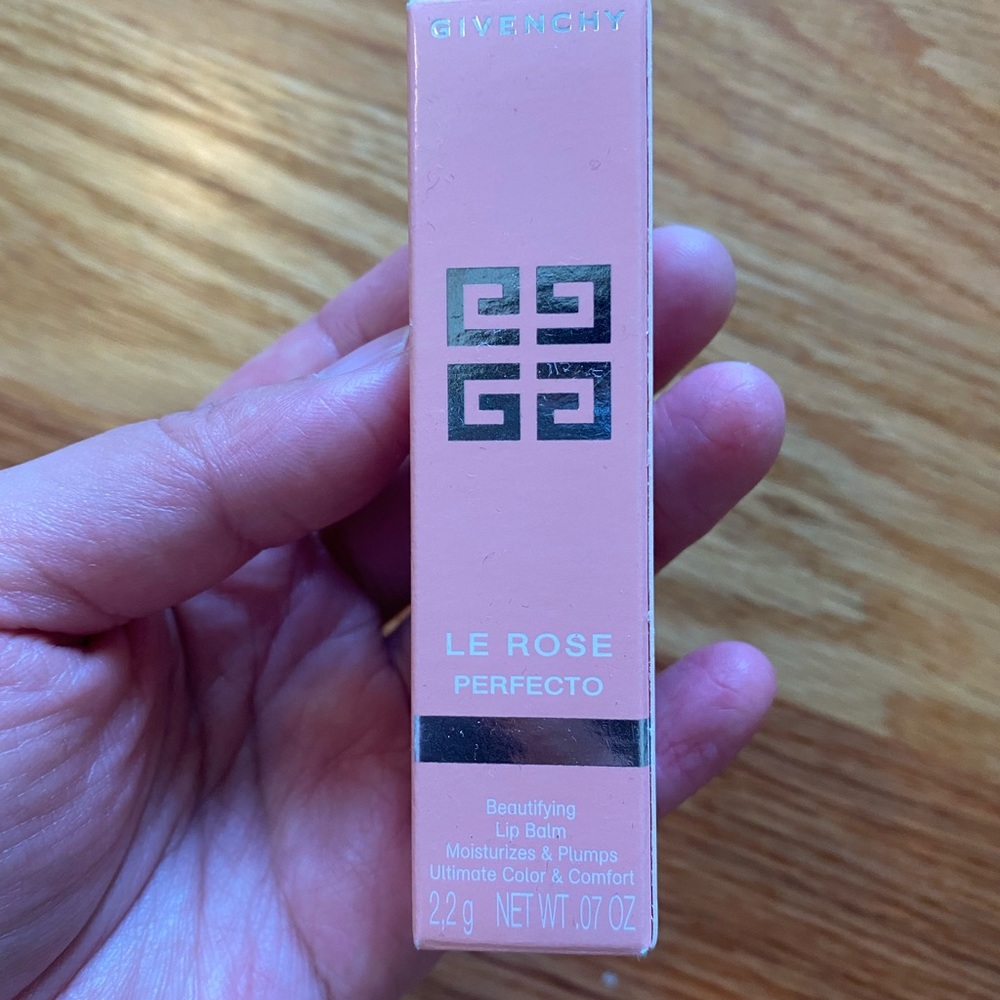 GIVENCHY
LE ROSE
PERFECTO
Beautifying
Lip Balm
Moisturizes & Plumps
Ultimate Color & Comfort
2,2 g NET WT .07 OZ